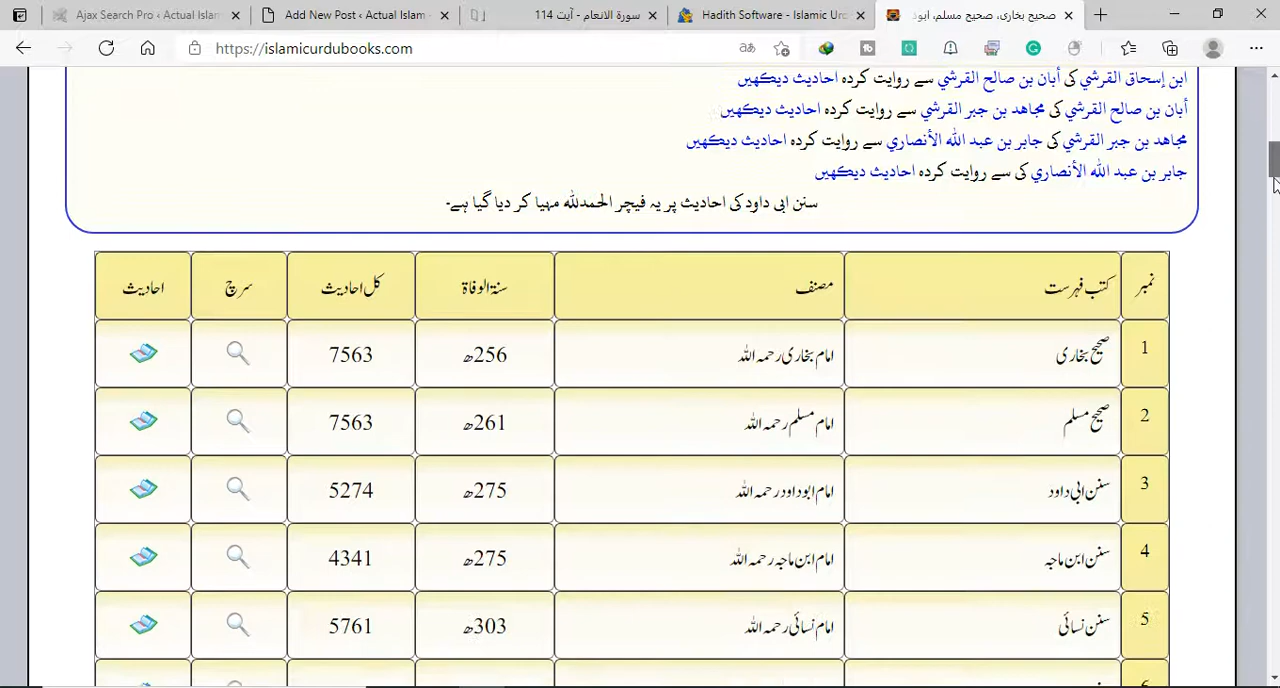 Ajax Search Pro ‹ Actual Islam
Add New Post ‹ Actual Islam -
سورة الانعام - آیت 114
Hadith Software - Islamic Urd
صحیح بخاری، صحیح مسلم، ابود
https://islamicurdubooks.com
ابن إسحاق القرشي کی أبان بن صالح القرشي سے روایت کردہ احادیث دیکھیں
أبان بن صالح القرشي کی مجاهد بن جبر القرشي سے روایت کردہ احادیث دیکھیں
مجاهد بن جبر القرشي کی جابر بن عبد الله الأنصاري سے روایت کردہ احادیث دیکھیں
جابر بن عبد الله الأنصاري کی سے روایت کردہ احادیث دیکھیں
سنن ابی داود کی احادیث پر یہ فیچر الحمدللہ مہیا کر دیا گیا ہے۔
نمبر کتب فہرست مصنف سنۃ الوفاۃ کل احادیث سرچ احادیث
1 صحیح بخاری امام بخاری رحمہ اللہ 256ھ 7563
2 صحیح مسلم امام مسلم رحمہ اللہ 261ھ 7563
3 سنن ابی داود امام ابوداود رحمہ اللہ 275ھ 5274
4 سنن ابن ماجہ امام ابن ماجہ رحمہ اللہ 275ھ 4341
5 سنن نسائی امام نسائی رحمہ اللہ 303ھ 5761